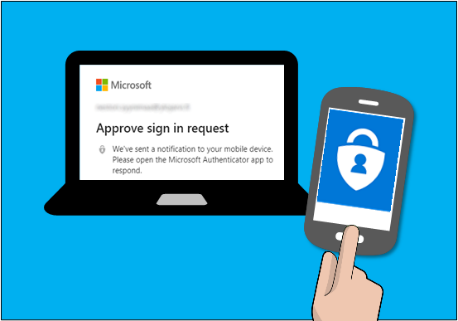 Microsoft
Approve sign in request
We've sent a notification to your mobile device.
Please open the Microsoft Authenticator app to
respond.